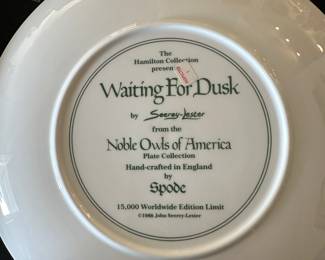 The
Hamilton Collection
presen
Waiting For Dusk
by Seerey-Lester
from the
Noble Owls of America
Plate Collection
Hand-crafted in England
by
Spode
15,000 Worldwide Edition Limit
©1986 John Seerey-Lester